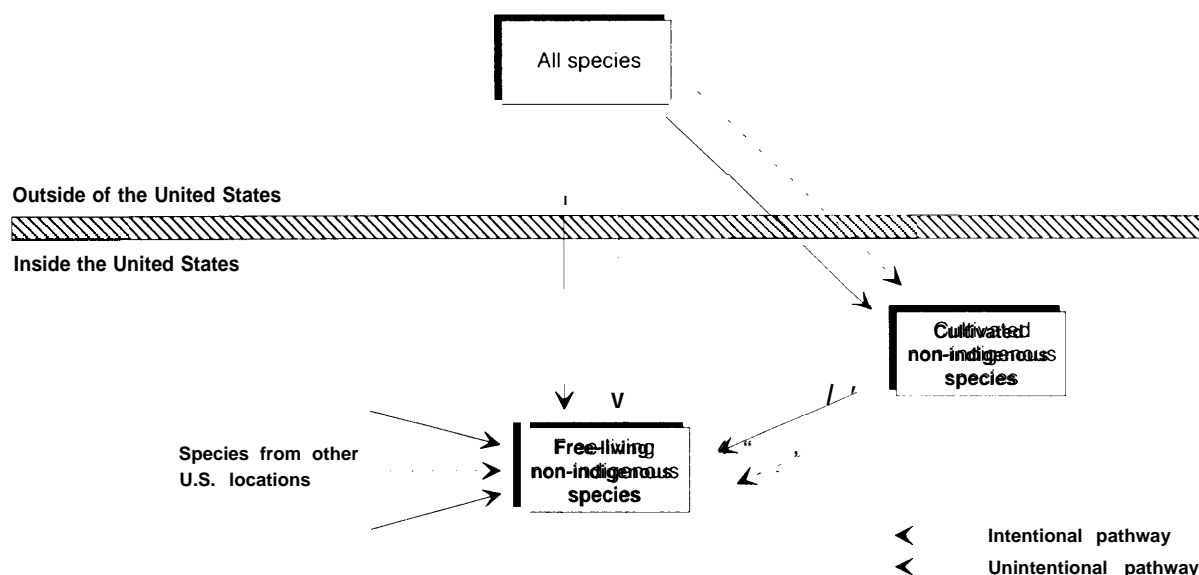 All species
Outside of the United States
Inside the United States
Cultivated
non-indigenous
species
Free-living
non-indigenous
species
Species from other
U.S. locations
Intentional pathway
Unintentional pathway